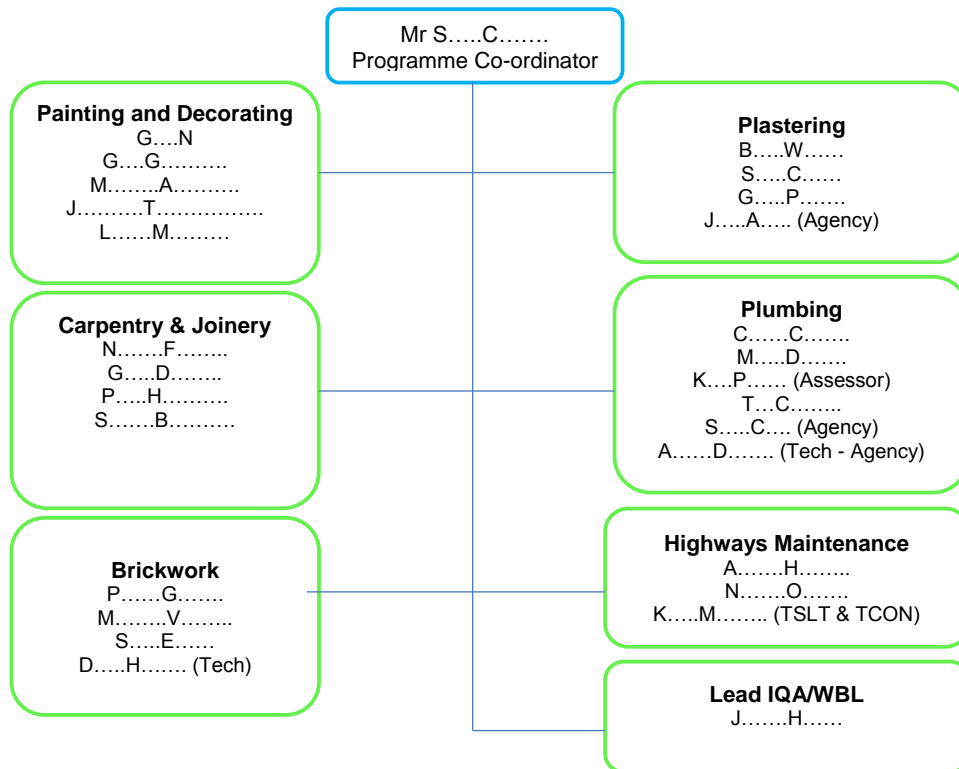 Mr S…..C…….
Programme Co-ordinator
Painting and Decorating
G….N
G….G……….
M……..A……….
J……….T…………….
L……M………
Plastering
B…..W……
S…..C……
G…..P…….
J…..A….. (Agency)
Carpentry & Joinery
N…….F……..
G…..D……..
P…..H……….
S…….B……….
Plumbing
C……C…….
M…..D…….
K….P…… (Assessor)
T…C……..
S…..C…. (Agency)
A……D……. (Tech - Agency)
Brickwork
P……G…….
M……..V……..
S…..E……
D…..H……. (Tech)
Highways Maintenance
A…….H……..
N…….O…….
K…..M…….. (TSLT & TCON)
Lead IQA/WBL
J…….H……